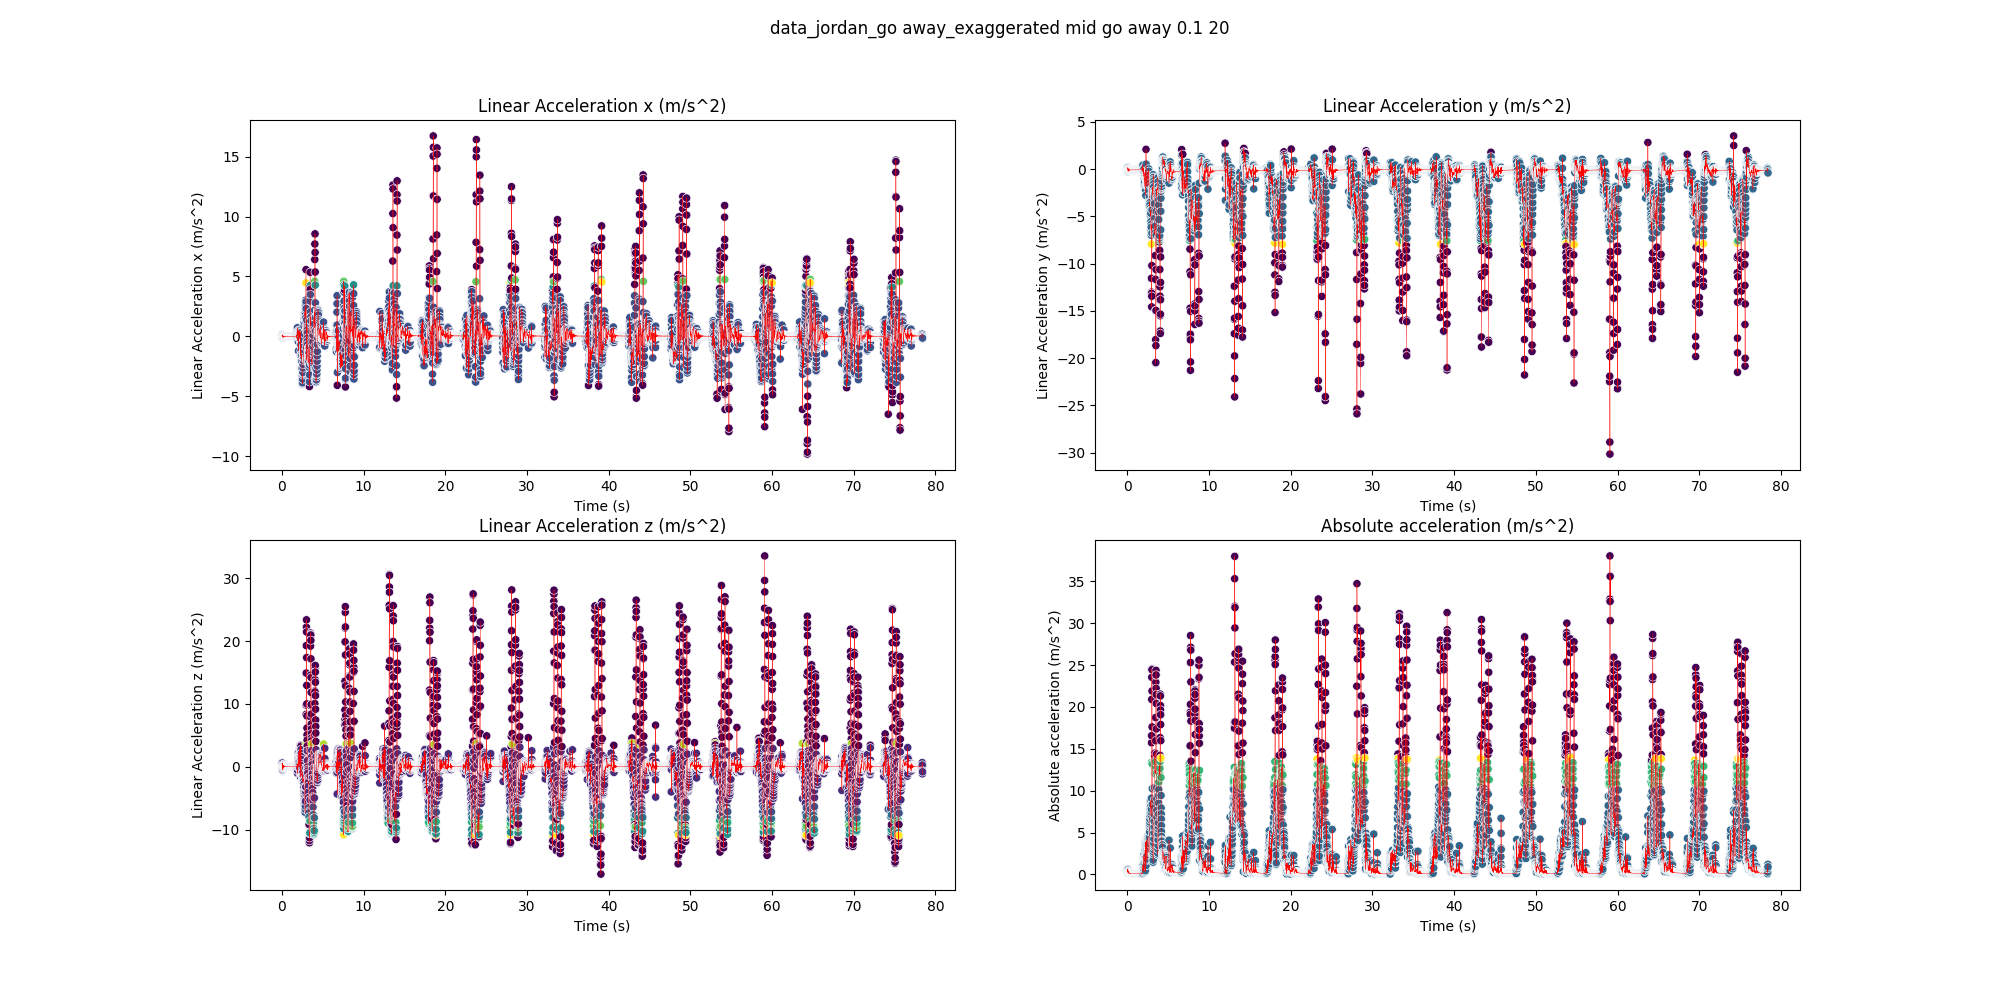 data_jordan_go away_exaggerated mid go away 0.1 20
Linear Acceleration x (m/s^2)
Linear Acceleration x (m/s^2)
15
10
5
0
−5
−10
0 10 20 30 40 50 60 70 80
Time (s)
Linear Acceleration y (m/s^2)
Linear Acceleration y (m/s^2)
5
0
−5
−10
−15
−20
−25
−30
0 10 20 30 40 50 60 70 80
Time (s)
Linear Acceleration z (m/s^2)
Linear Acceleration z (m/s^2)
30
20
10
0
−10
0 10 20 30 40 50 60 70 80
Time (s)
Absolute acceleration (m/s^2)
Absolute acceleration (m/s^2)
35
30
25
20
15
10
5
0
0 10 20 30 40 50 60 70 80
Time (s)